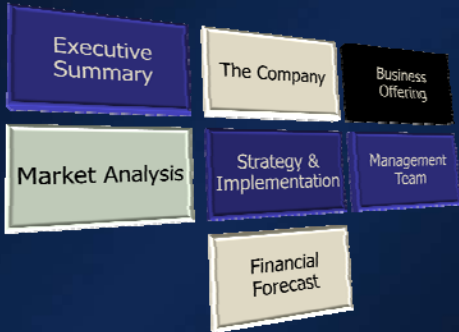 Executive
Summary
The Company
Business
Offering
Market Analysis
Strategy &
Implementation
Management
Team
Financial
Forecast